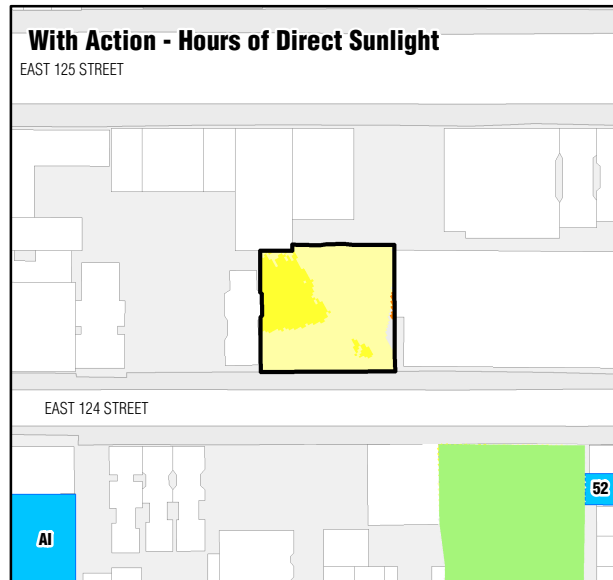 With Action - Hours of Direct Sunlight
EAST 125 STREET
EAST 124 STREET
52
AI